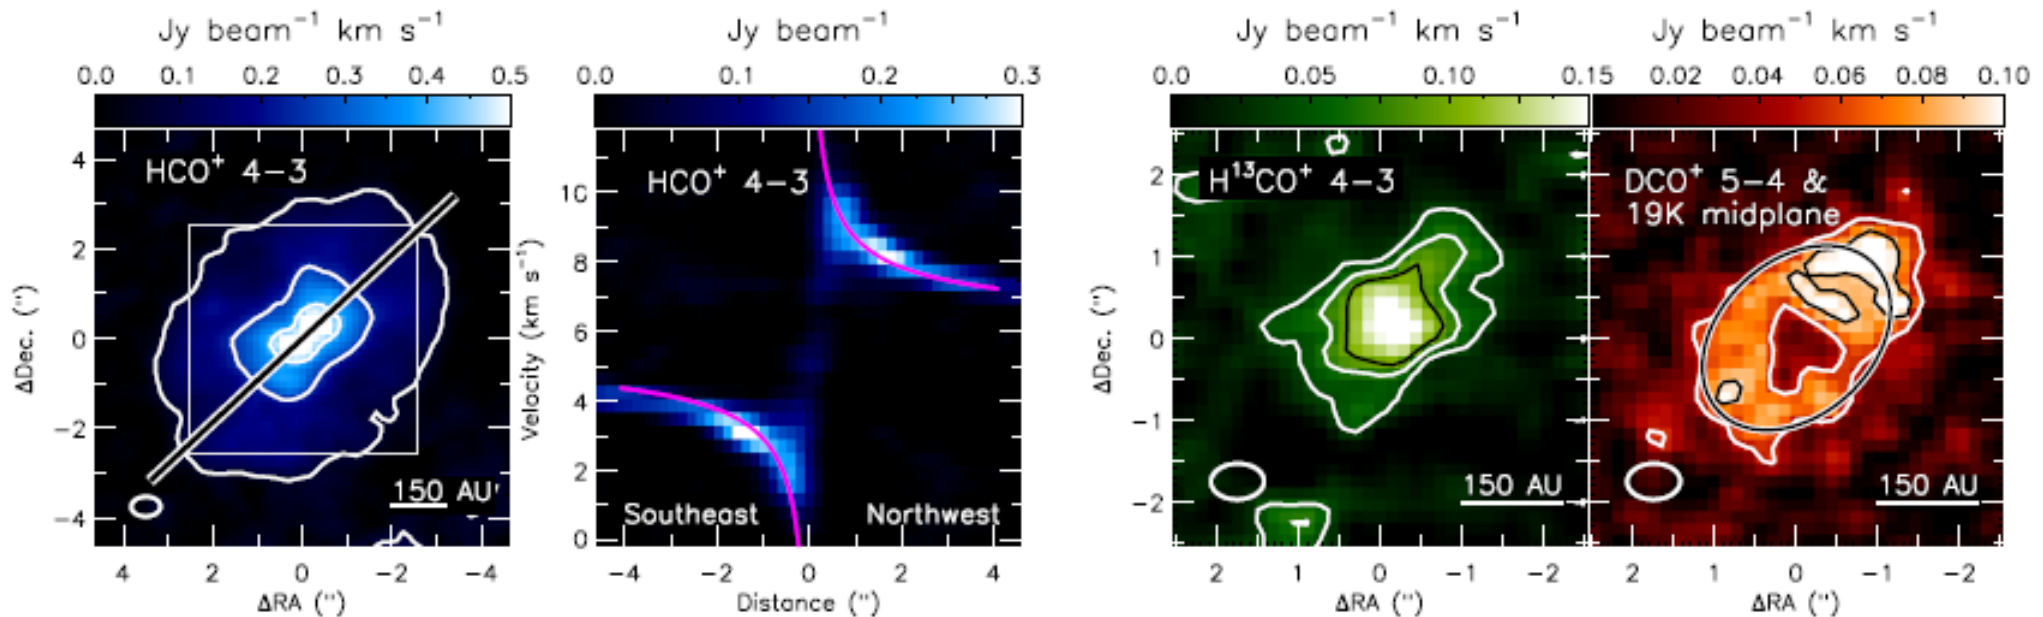 Jy beam⁻¹ km s⁻¹
0.0 0.1 0.2 0.3 0.4 0.5
HCO⁺ 4-3
4
2
0
-2
-4
ΔDec. (")
150 AU
4 2 0 -2 -4
ΔRA (")
Jy beam⁻¹
0.0 0.1 0.2 0.3
HCO⁺ 4-3
10
8
6
4
2
0
Velocity (km s⁻¹)
Southeast Northwest
-4 -2 0 2 4
Distance (")
Jy beam⁻¹ km s⁻¹
0.0 0.05 0.10 0.15
H¹³CO⁺ 4-3
2
1
0
-1
-2
ΔDec. (")
150 AU
2 1 0 -1 -2
ΔRA (")
Jy beam⁻¹ km s⁻¹
0.02 0.04 0.06 0.08 0.10
DCO⁺ 5-4 &
19K midplane
150 AU
2 1 0 -1 -2
ΔRA (")